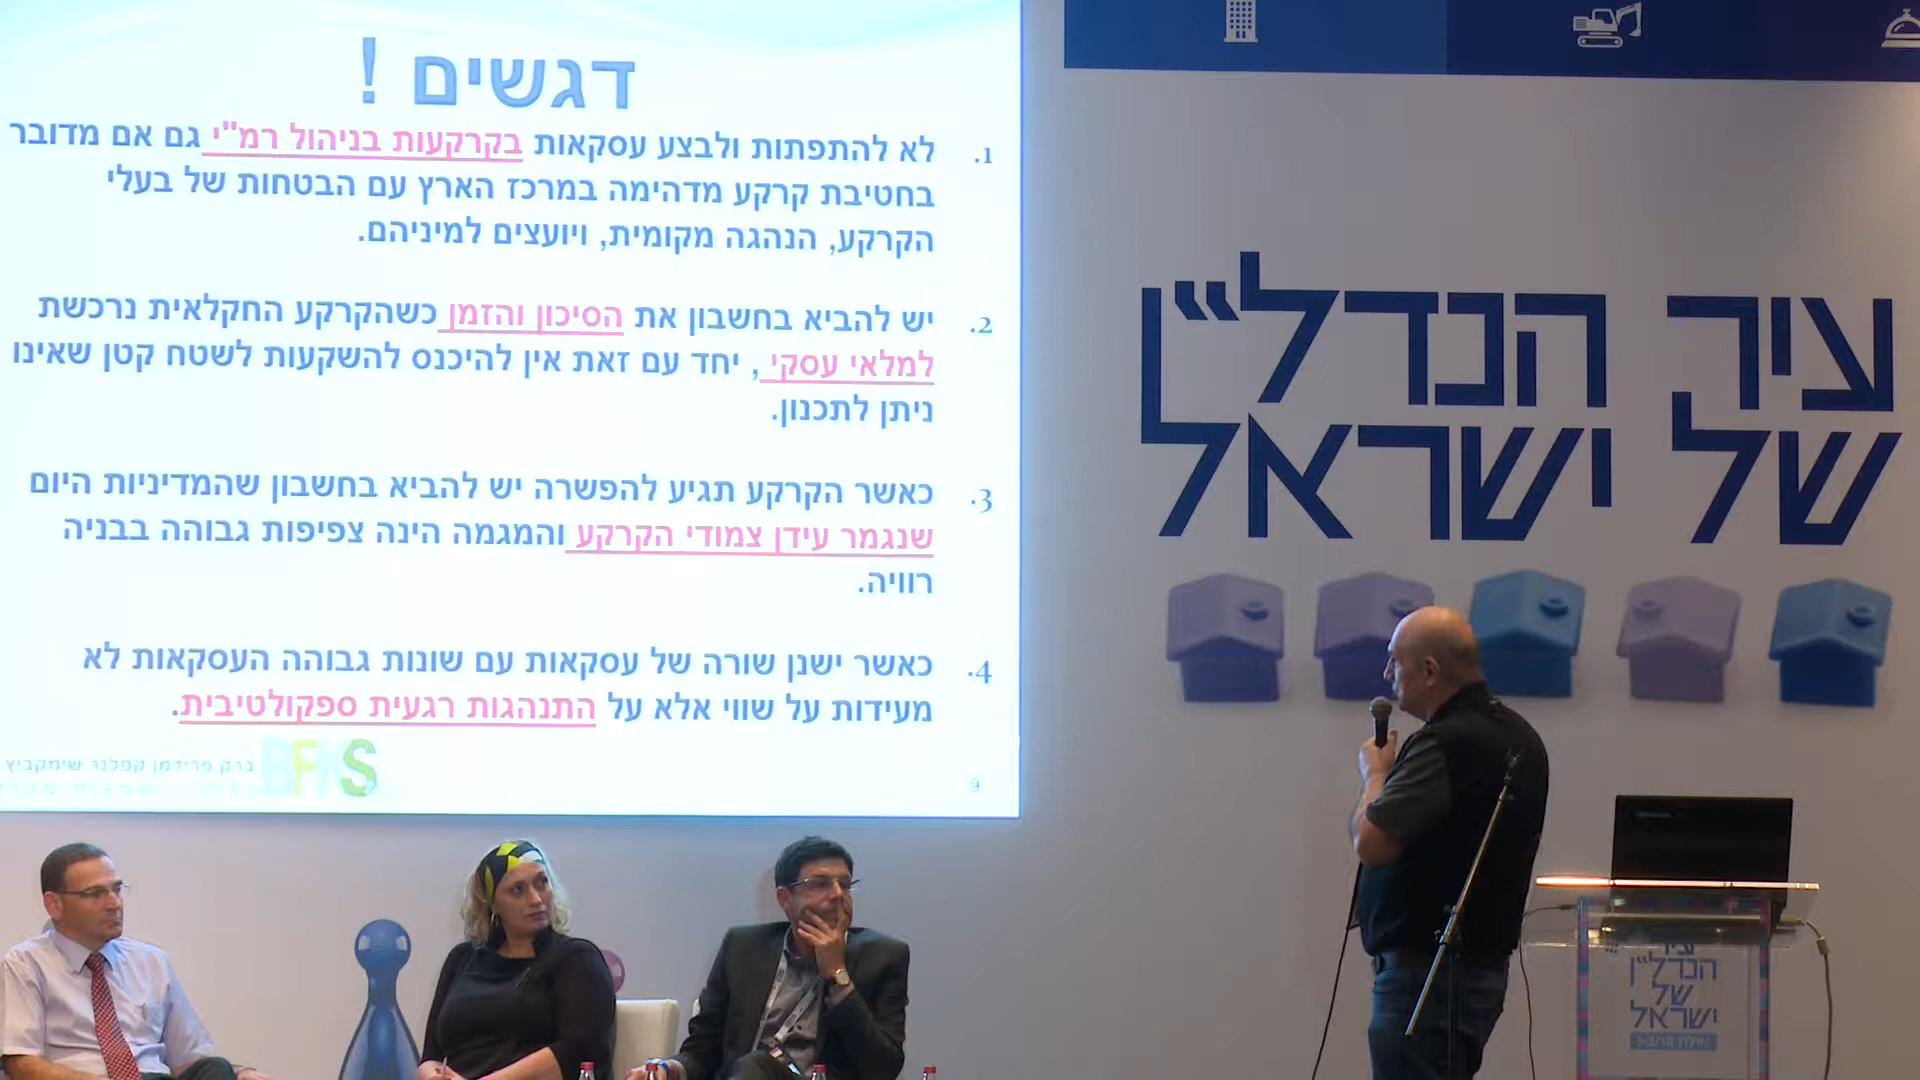 דגשים !
1. לא להתפתות ולבצע עסקאות בקרקעות בניהול רמ"י גם אם מדובר
בחטיבת קרקע מדהימה במרכז הארץ עם הבטחות של בעלי
הקרקע, הנהגה מקומית, ויועצים למיניהם.
2. יש להביא בחשבון את הסיכון והזמן כשהקרקע החקלאית נרכשת
למלאי עסקי , יחד עם זאת אין להיכנס להשקעות לשטח קטן שאינו
ניתן לתכנון.
3. כאשר הקרקע תגיע להפשרה יש להביא בחשבון שהמדיניות היום
שנגמר עידן צמודי הקרקע והמגמה הינה צפיפות גבוהה בבניה
רוויה.
4. כאשר ישנן שורה של עסקאות עם שונות גבוהה העסקאות לא
מעידות על שווי אלא על התנהגות רגעית ספקולטיבית.
ברק פרידמן קפלנר שימקביץ
BFNS
9
עיר הנדל"ן
של ישראל
עיר
הנדל"ן
של
ישראל